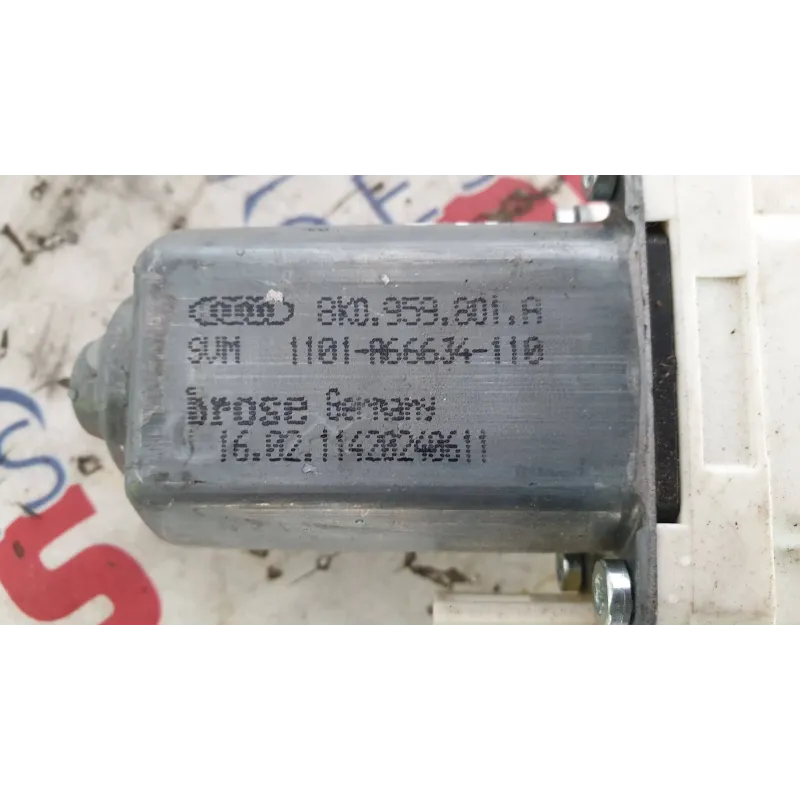 8K0.959.801.A
SVM 1101-A66634-110
brose Germany
16.02.11420240611